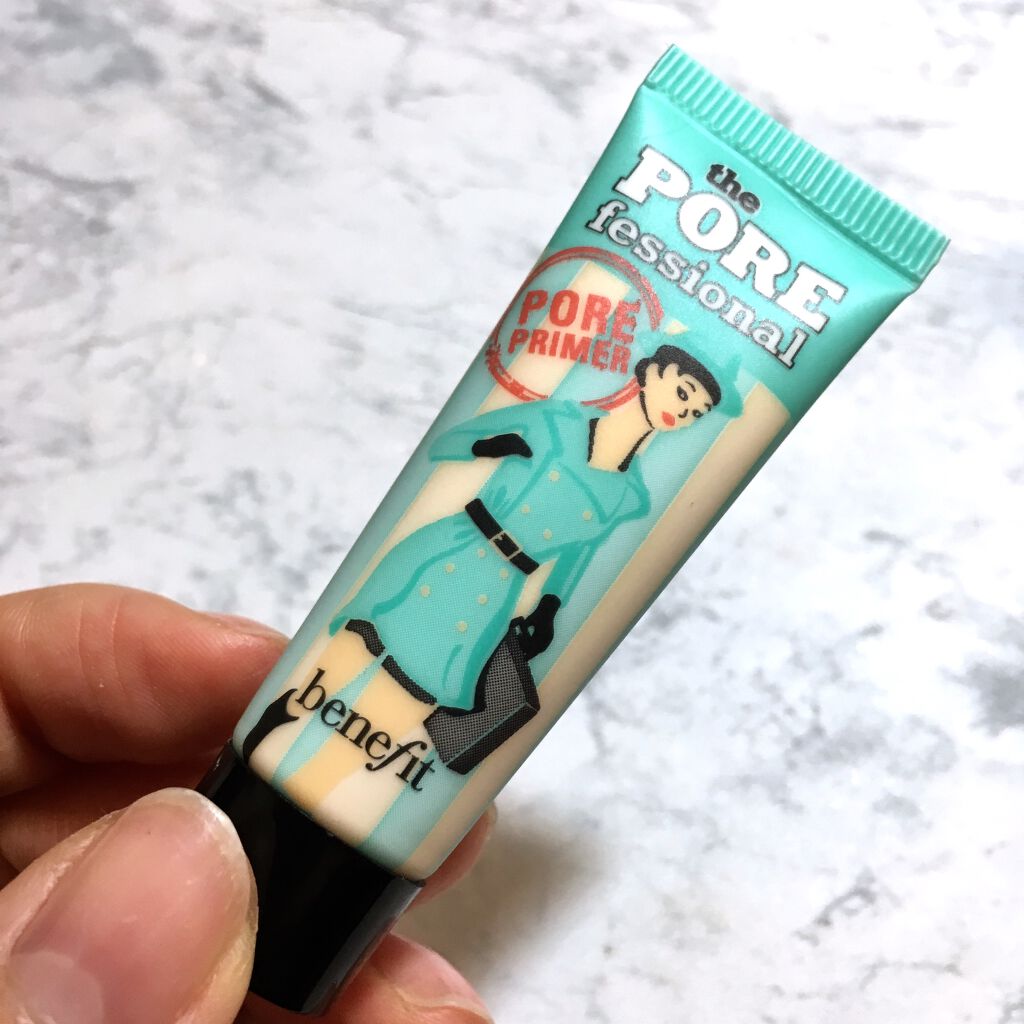 the
PORE
fessional
PORE
PRIMER
benefit